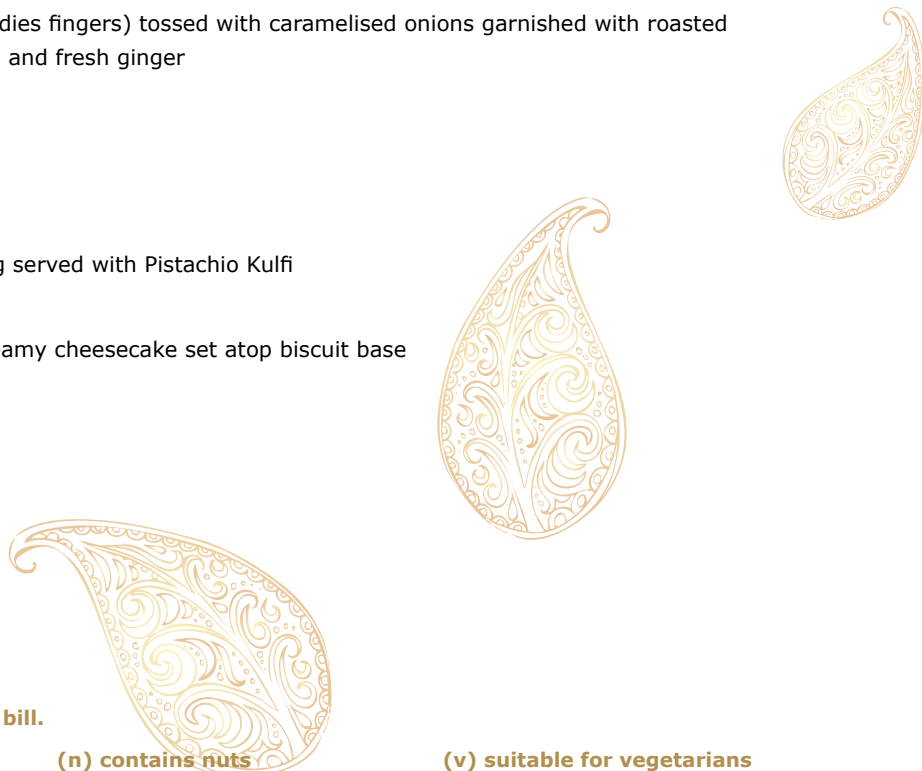 dies fingers) tossed with caramelised onions garnished with roasted
and fresh ginger
served with Pistachio Kulfi
amy cheesecake set atop biscuit base
bill.
(n) contains nuts (v) suitable for vegetarians